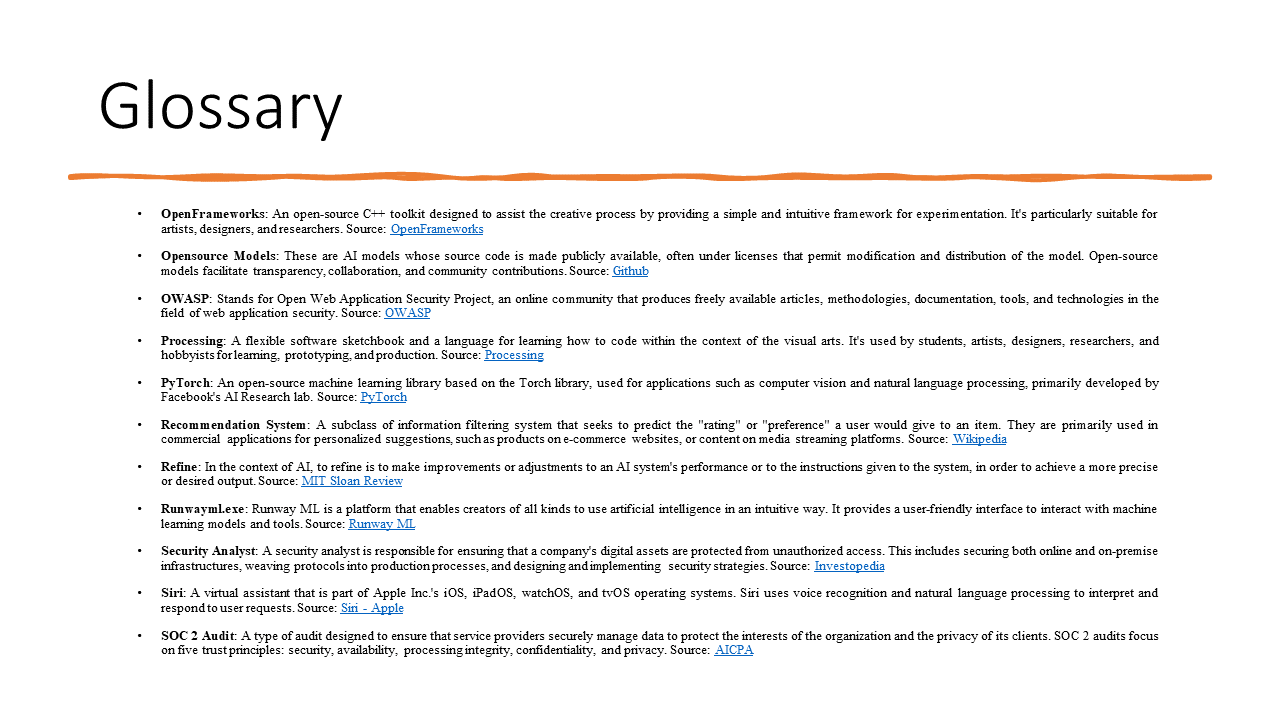 Glossary
• OpenFrameworks: An open-source C++ toolkit designed to assist the creative process by providing a simple and intuitive framework for experimentation. It's particularly suitable for
artists, designers, and researchers. Source: OpenFrameworks
• Opensource Models: These are AI models whose source code is made publicly available, often under licenses that permit modification and distribution of the model. Open-source
models facilitate transparency, collaboration, and community contributions. Source: Github
• OWASP: Stands for Open Web Application Security Project, an online community that produces freely available articles, methodologies, documentation, tools, and technologies in the
field of web application security. Source: OWASP
• Processing: A flexible software sketchbook and a language for learning how to code within the context of the visual arts. It's used by students, artists, designers, researchers, and
hobbyists for learning, prototyping, and production. Source: Processing
• PyTorch: An open-source machine learning library based on the Torch library, used for applications such as computer vision and natural language processing, primarily developed by
Facebook's AI Research lab. Source: PyTorch
• Recommendation System: A subclass of information filtering system that seeks to predict the "rating" or "preference" a user would give to an item. They are primarily used in
commercial applications for personalized suggestions, such as products on e-commerce websites, or content on media streaming platforms. Source: Wikipedia
• Refine: In the context of AI, to refine is to make improvements or adjustments to an AI system's performance or to the instructions given to the system, in order to achieve a more precise
or desired output. Source: MIT Sloan Review
• Runwayml.exe: Runway ML is a platform that enables creators of all kinds to use artificial intelligence in an intuitive way. It provides a user-friendly interface to interact with machine
learning models and tools. Source: Runway ML
• Security Analyst: A security analyst is responsible for ensuring that a company's digital assets are protected from unauthorized access. This includes securing both online and on-premise
infrastructures, weaving protocols into production processes, and designing and implementing security strategies. Source: Investopedia
• Siri: A virtual assistant that is part of Apple Inc.'s iOS, iPadOS, watchOS, and tvOS operating systems. Siri uses voice recognition and natural language processing to interpret and
respond to user requests. Source: Siri - Apple
• SOC 2 Audit: A type of audit designed to ensure that service providers securely manage data to protect the interests of the organization and the privacy of its clients. SOC 2 audits focus
on five trust principles: security, availability, processing integrity, confidentiality, and privacy. Source: AICPA